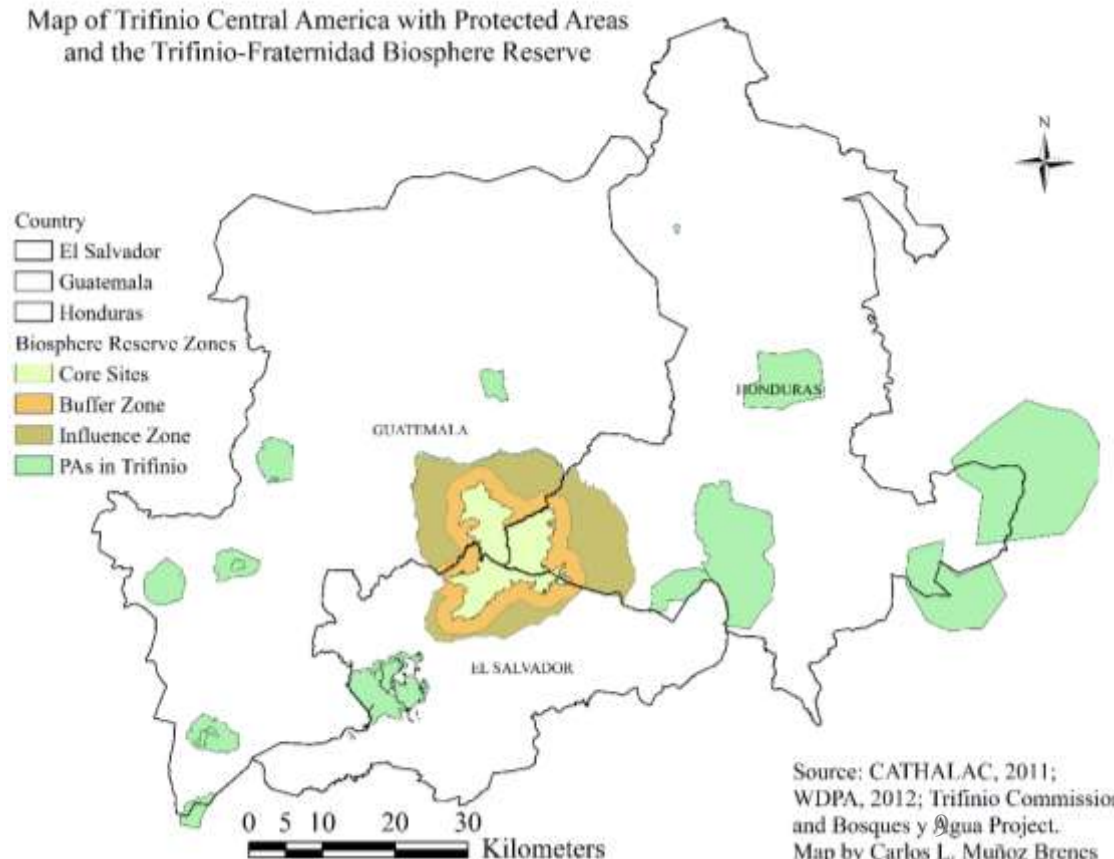 Map of Trifinio Central America with Protected Areas
and the Trifinio-Fraternidad Biosphere Reserve
N
Country
El Salvador
Guatemala
Honduras
Biosphere Reserve Zones
Core Sites
Buffer Zone
Influence Zone
PAs in Trifinio
HONDURAS
GUATEMALA
EL SALVADOR
0 5 10 20 30
Kilometers
Source: CATHALAC, 2011;
WDPA, 2012; Trifinio Commission
and Bosques y Agua Project.
Map by Carlos L. Muñoz Brenes